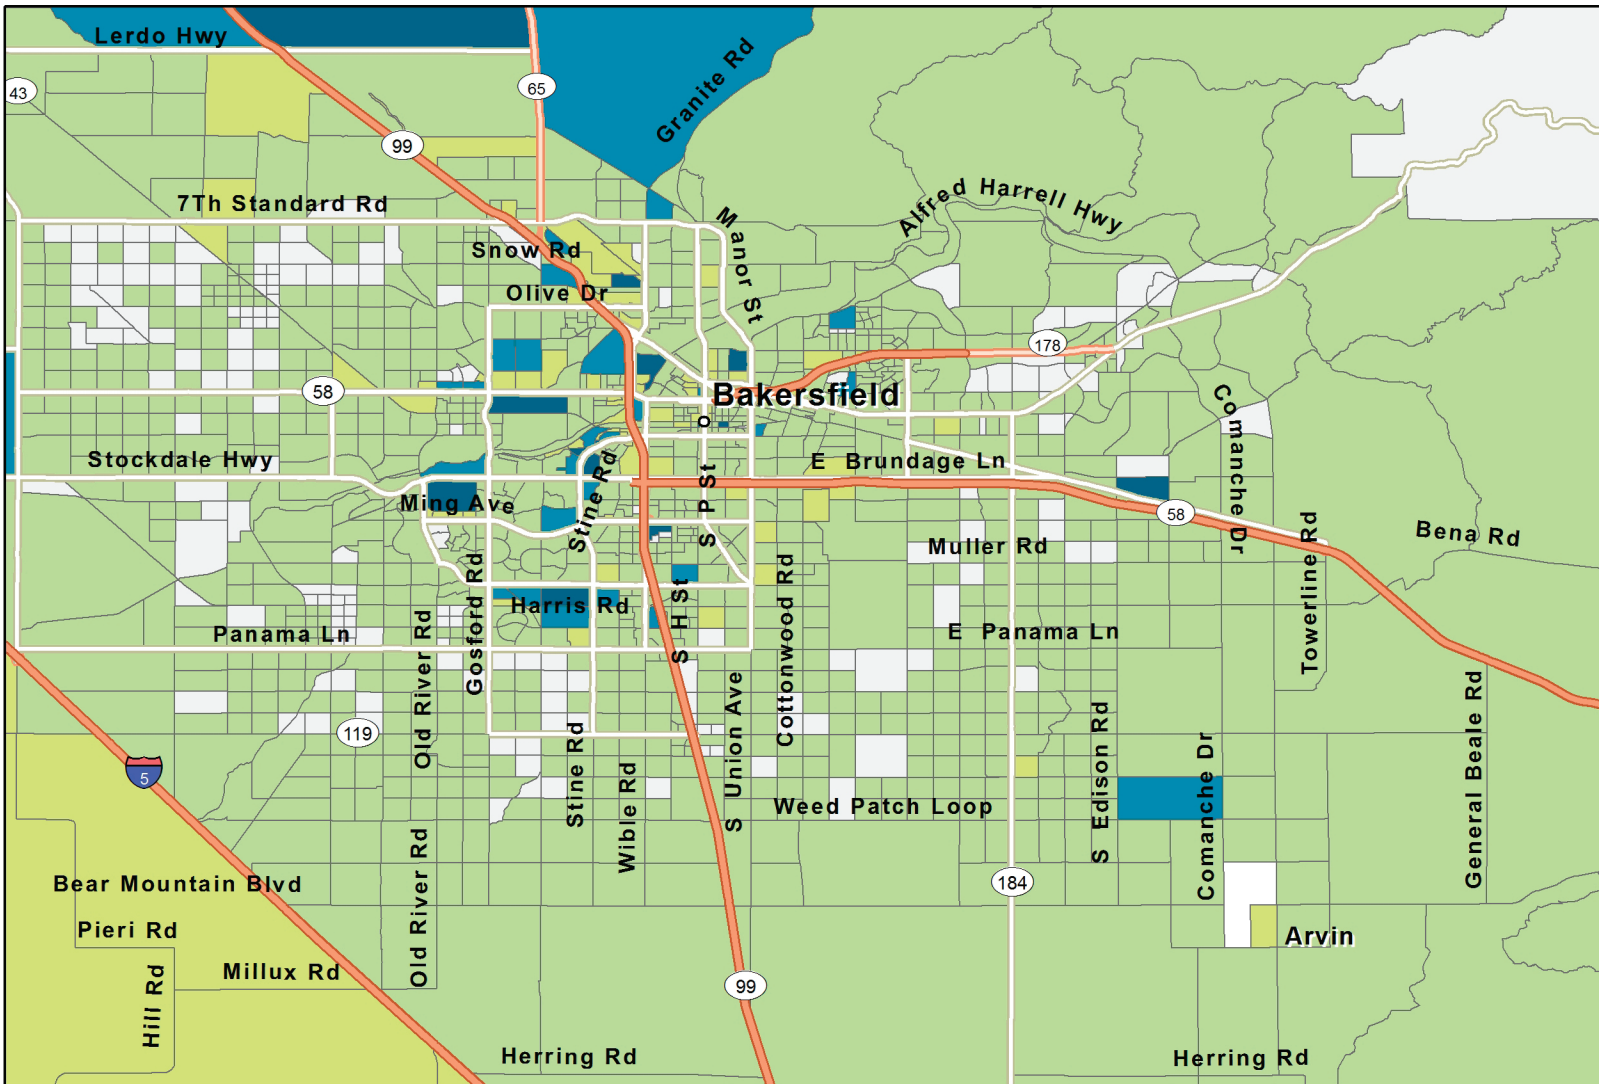 Lerdo Hwy
43
65
Granite Rd
99
7Th Standard Rd
Alfred Harrell Hwy
Manor St
Snow Rd
Olive Dr
178
58
Bakersfield
Comanche Dr
Stockdale Hwy
E Brundage Ln
Ming Ave
Stine Rd
S P St
o
58
Bena Rd
Muller Rd
Towerline Rd
Gosford Rd
Harris Rd
S H St
Cottonwood Rd
Panama Ln
Old River Rd
E Panama Ln
119
5
Stine Rd
Wible Rd
S Union Ave
Weed Patch Loop
S Edison Rd
Comanche Dr
General Beale Rd
Bear Mountain Blvd
184
Pieri Rd
Old River Rd
Arvin
Millux Rd
Hill Rd
99
Herring Rd
Herring Rd